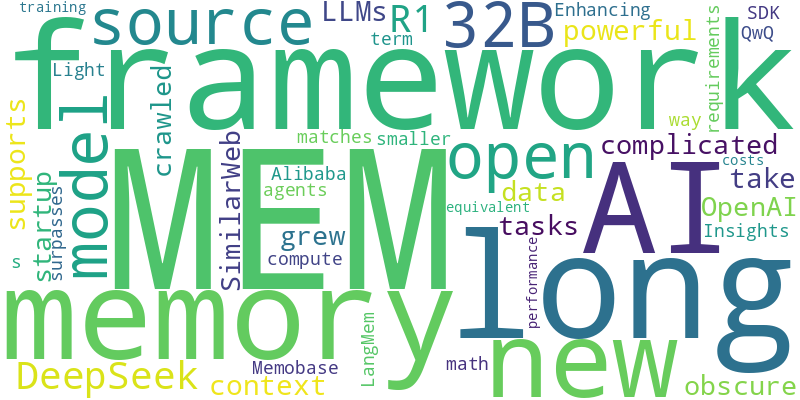 training
source
LLMs
R1
32B
Enhancing
SDK
term
powerful
QwQ
requirements
framework
Light
crawled
matches
smaller
way
supports
model
SimilarWeb
MEM
open
complicated
AI
costs
Alibaba
data
take
agents
equivalent
OpenAI
startup
surpasses
grew
tasks
Insights
s
compute
performance
long
memory
new
LangMem
DeepSeek
Memobase
math
context
obscure